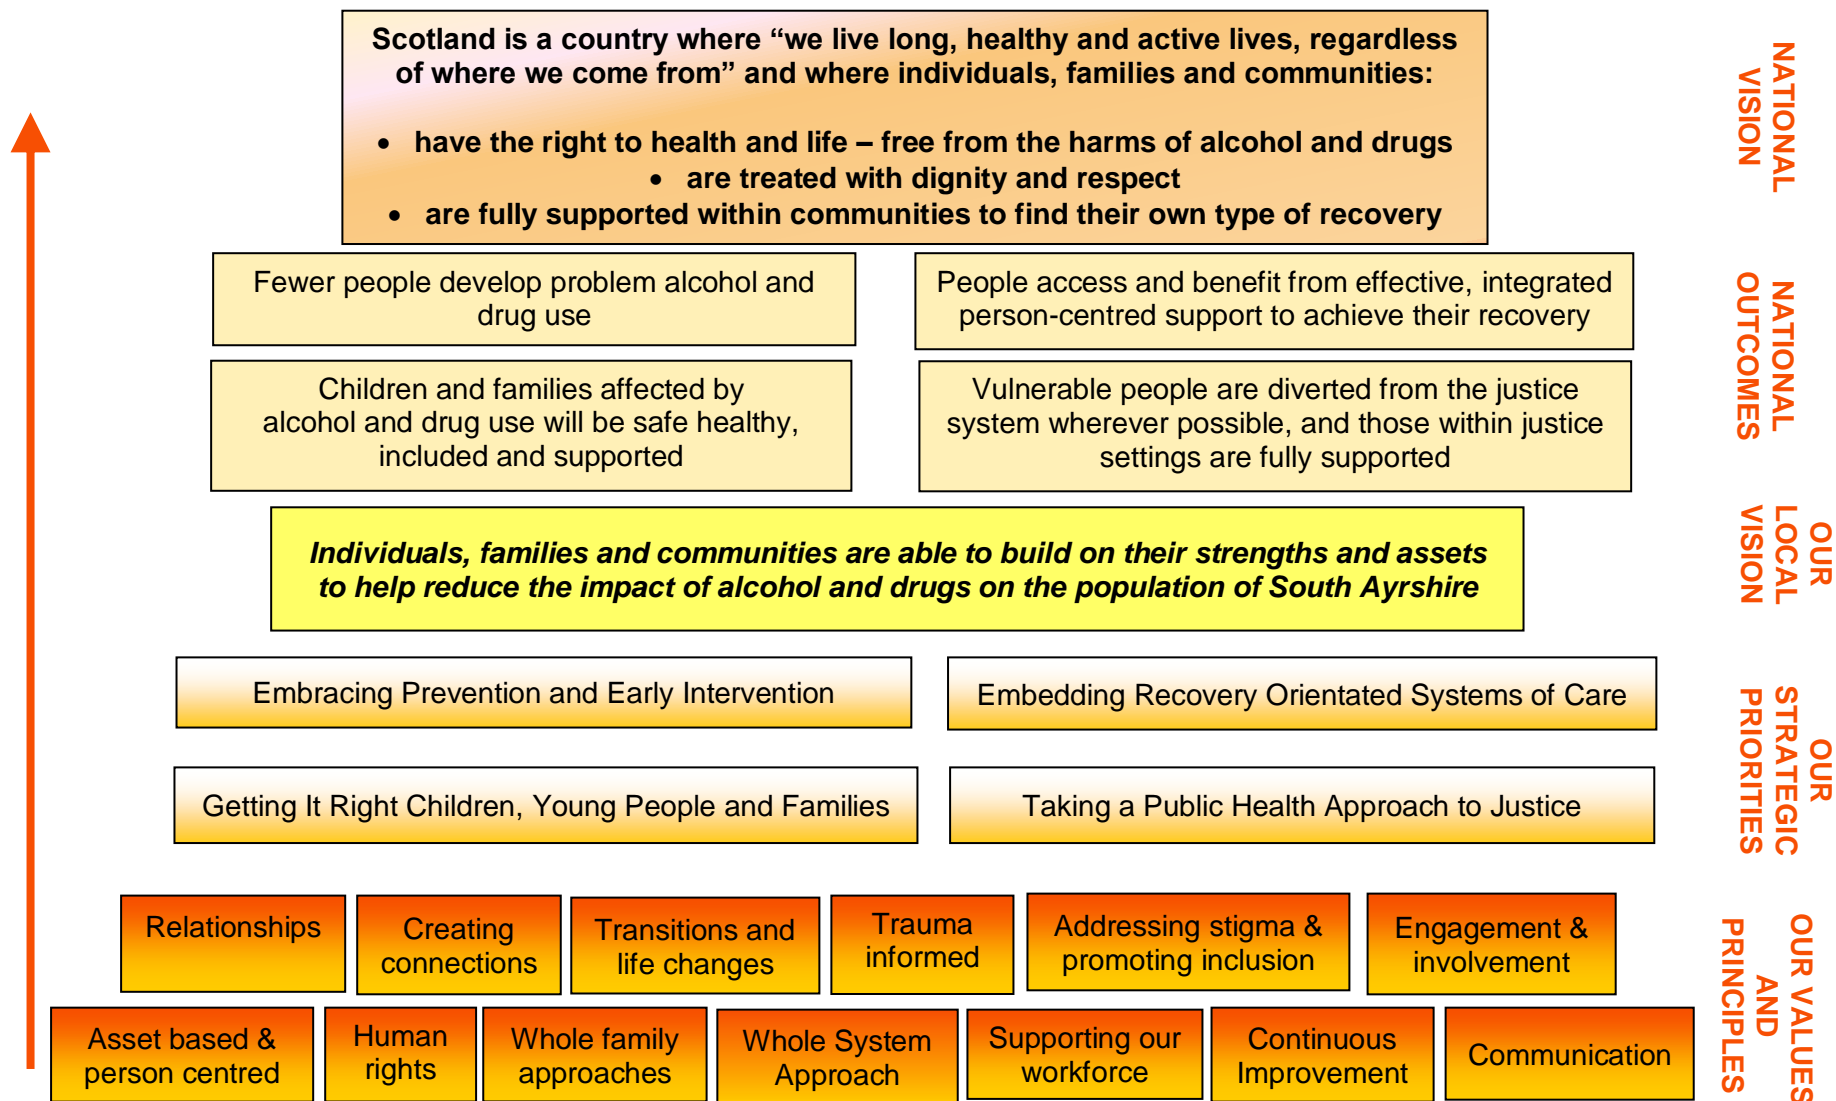 Scotland is a country where “we live long, healthy and active lives, regardless
of where we come from” and where individuals, families and communities:
• have the right to health and life – free from the harms of alcohol and drugs
• are treated with dignity and respect
• are fully supported within communities to find their own type of recovery
NATIONAL
VISION
Fewer people develop problem alcohol and
drug use
People access and benefit from effective, integrated
person-centred support to achieve their recovery
Children and families affected by
alcohol and drug use will be safe healthy,
included and supported
Vulnerable people are diverted from the justice
system wherever possible, and those within justice
settings are fully supported
NATIONAL
OUTCOMES
Individuals, families and communities are able to build on their strengths and assets
to help reduce the impact of alcohol and drugs on the population of South Ayrshire
OUR
LOCAL
VISION
Embracing Prevention and Early Intervention
Embedding Recovery Orientated Systems of Care
Getting It Right Children, Young People and Families
Taking a Public Health Approach to Justice
OUR
STRATEGIC
PRIORITIES
Relationships
Creating
connections
Transitions and
life changes
Trauma
informed
Addressing stigma &
promoting inclusion
Engagement &
involvement
Asset based &
person centred
Human
rights
Whole family
approaches
Whole System
Approach
Supporting our
workforce
Continuous
Improvement
Communication
OUR VALUES
AND
PRINCIPLES